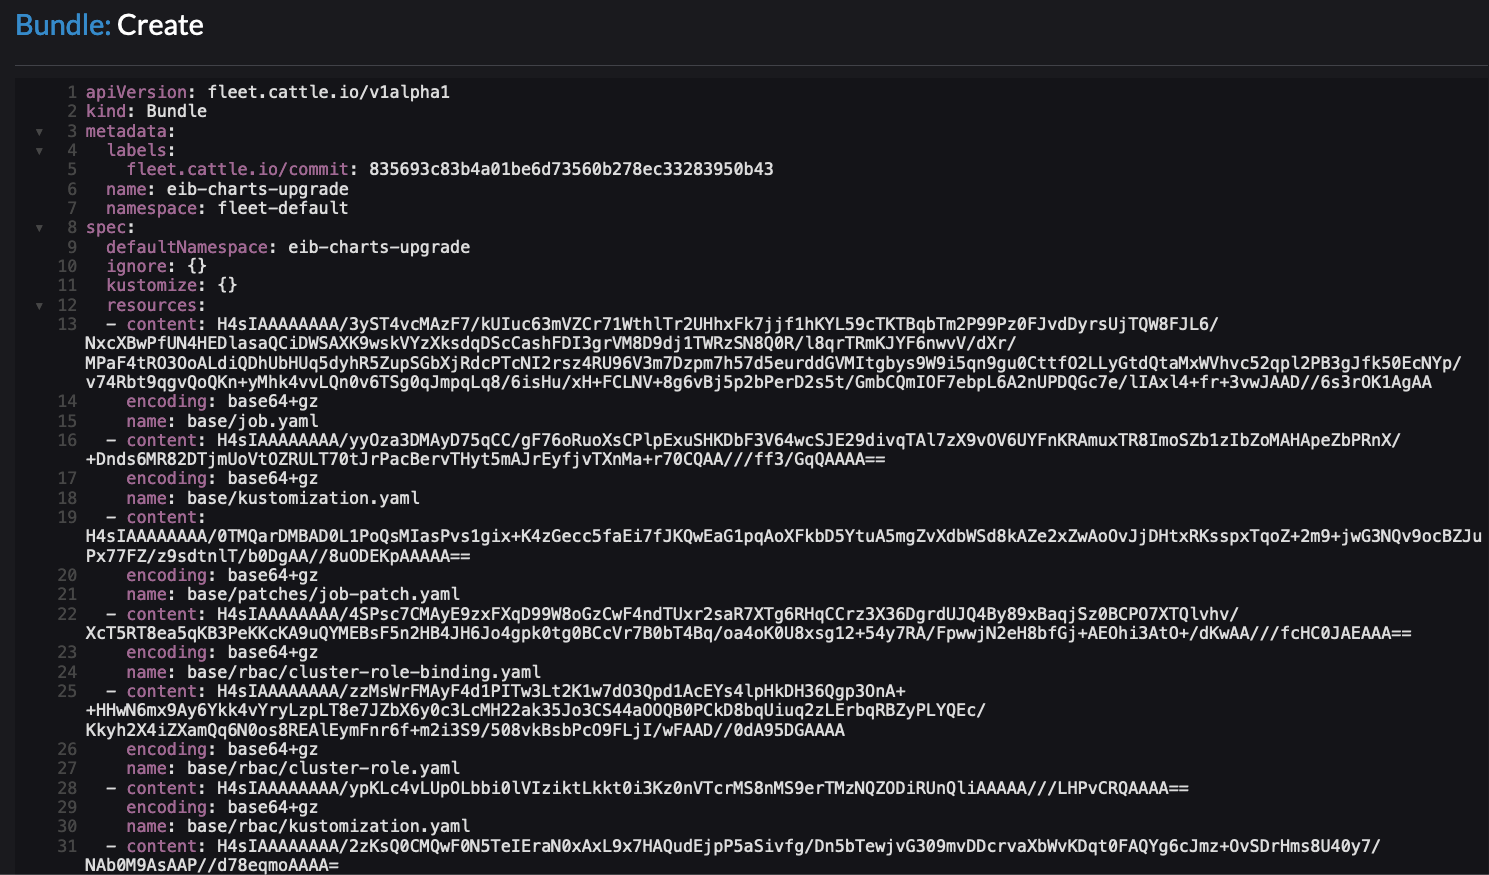 Bundle: Create
1 apiVersion: fleet.cattle.io/v1alpha1
2 kind: Bundle
3 metadata:
4 labels:
5 fleet.cattle.io/commit: 835693c83b4a01be6d73560b278ec33283950b43
6 name: eib-charts-upgrade
7 namespace: fleet-default
8 spec:
9 defaultNamespace: eib-charts-upgrade
10 ignore: {}
11 kustomize: {}
12 resources:
13 - content: H4sIAAAAAAAA/3yST4vcMAzF7/kUIuc63mVZCr71WthlTr2UHhxFk7jjf1hKYL59cTKTBqbTm2P99Pz0FJvdDyrsUjTQW8FJL6/
NxcXBwPfUN4HEDlasaQCiDWSAXK9wskVYzXksdqDScCashFDI3grVM8D9dj1TWRzSN8Q0R/l8qrTRmKJYF6nwvV/dXr/
MPaF4tRO3OoALdiQDhUbHUq5dyhR5ZupSGbXjRdcPTcNI2rsz4RU96V3m7Dzpm7h57d5eurddGVMItgbys9W9i5qn9gu0CttfO2LLyGtdQtaMxWVhvc52qpl2PB3gJfk50EcNYp/
v74Rbt9qgvQoQKn+yMhk4vvLQn0v6TSg0qJmpqLq8/6isHu/xH+FCLNV+8g6vBj5p2bPerD2s5t/GmbCQmIOF7ebpL6A2nUPDQGc7e/lIAxl4+fr+3vwJAAD//6s3rOK1AgAA
14 encoding: base64+gz
15 name: base/job.yaml
16 - content: H4sIAAAAAAAA/yyOza3DMAyD75qCC/gF76oRuoXsCPlpExuSHKDbF3V64wcSJE29divqTAl7zX9vOV6UYFnKRAmuxTR8ImoSZb1zIbZoMAHApeZbPRnX/
+Dnds6MR82DTjmUoVtOZRULT70tJrPacBervTHyt5mAJrEyfjvTXnMa+r70CQAA///ff3/GqQAAAA==
17 encoding: base64+gz
18 name: base/kustomization.yaml
19 - content:
H4sIAAAAAAAA/0TMQarDMBAD0L1PoQsMIasPvs1gix+K4zGecc5faEi7fJKQwEaG1pqAoXFkbD5YtuA5mgZvXdbWSd8kAZe2xZwAoOvJjDHtxRKsspxTqoZ+2m9+jwG3NQv9ocBZJu
Px77FZ/z9sdtnlT/b0DgAA//8uODEKpAAAAA==
20 encoding: base64+gz
21 name: base/patches/job-patch.yaml
22 - content: H4sIAAAAAAAA/4SPsc7CMAyE9zxFXqD99W8oGzCwF4ndTUxr2saR7XTg6RHqCCrz3X36DgrdUJQ4By89xBaqjSz0BCPO7XTQlvhv/
XcT5RT8ea5qKB3PeKKcKA9uQYMEBsF5n2HB4JH6Jo4gpk0tg0BCcVr7B0bT4Bq/oa4oK0U8xsg12+54y7RA/FpwwjN2eH8bfGj+AEOhi3AtO+/dKwAA///fcHC0JAEAAA==
23 encoding: base64+gz
24 name: base/rbac/cluster-role-binding.yaml
25 - content: H4sIAAAAAAAA/zzMsWrFMAyF4d1PITw3Lt2K1w7dO3Qpd1AcEYs4lpHkDH36Qgp3OnA+
+HHwN6mx9Ay6Ykk4vYryLzpLT8e7JZbX6y0c3LcMH22ak35Jo3CS44aOOQB0PCkD8bqUiuq2zLErbqRBZyPLYQEc/
Kkyh2X4iZXamQq6N0os8REAlEymFnr6f+m2i3S9/508vkBsbPcO9FLjI/wFAAD//0dA95DGAAAA
26 encoding: base64+gz
27 name: base/rbac/cluster-role.yaml
28 - content: H4sIAAAAAAAA/ypKLc4vLUpOLbbi0lVIziktLkkt0i3Kz0nVTcrMS8nMS9erTMzNQZODiRUnQliAAAAA///LHPvCRQAAAA==
29 encoding: base64+gz
30 name: base/rbac/kustomization.yaml
31 - content: H4sIAAAAAAAA/2zKsQ0CMQwF0N5TeIEraN0xAxL9x7HAQudEjpP5aSivfg/Dn5bTewjvG309mvDDcrvaXbWvKDqt0FAQYg6cJmz+OvSDrHms8U40y7/
NAb0M9AsAAP//d78eqmoAAAA=